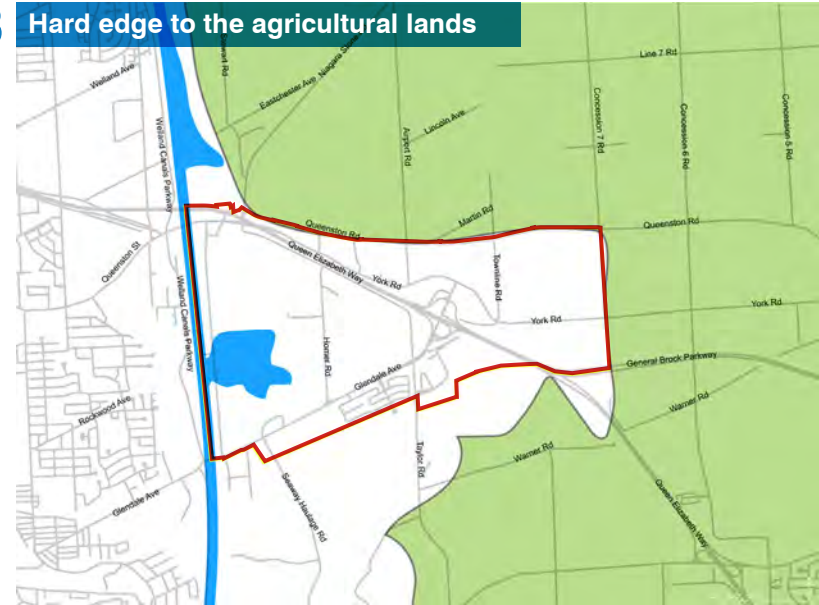 Hard edge to the agricultural lands
Welland Ave
Eastchester Ave
Line 7 Rd
Lincoln Ave
Airport Rd
Concession 7 Rd
Concession 6 Rd
Concession 5 Rd
Welland Canals Parkway
Martin Rd
Queenston Rd
Queenston Rd
Queenston St
Queen Elizabeth Way
York Rd
Townline Rd
York Rd
York Rd
Welland Canals Parkway
Homer Rd
General Brock Parkway
Glendale Ave
Rockwood Ave
Warner Rd
Taylor Rd
Warner Rd
Glendale Ave
Seaway Haulage Rd
Queen Elizabeth Way